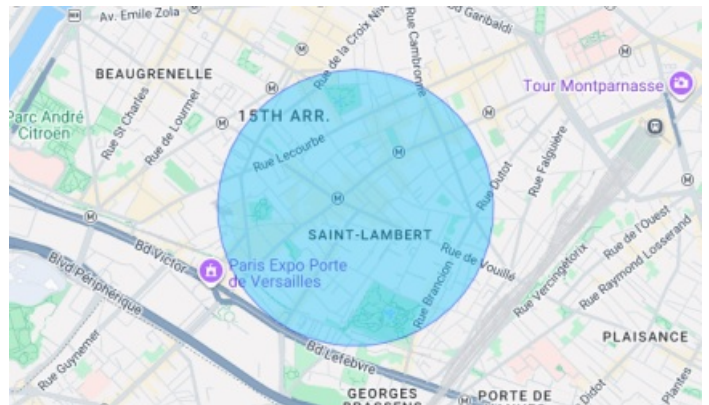 Av. Emile Zola
Bd Garibaldi
Rue de la Croix Niv
Rue Cambronne
BEAUGRENELLE
Tour Montparnasse
Parc André
Citroën
Rue St Charles
Rue de Lourmel
15TH ARR.
Rue Lecourbe
Rue Dutot
Rue Falguière
SAINT-LAMBERT
Rue de Vouillé
Rue de l'Ouest
Rue Raymond Losserand
Rue Vercingétorix
Bd Victor
Paris Expo Porte
de Versailles
Blvd Périphérique
Rue Brancion
Rue Guynemer
Bd Lefebvre
PLAISANCE
GEORGES
PORTE DE
Didot
Plantes